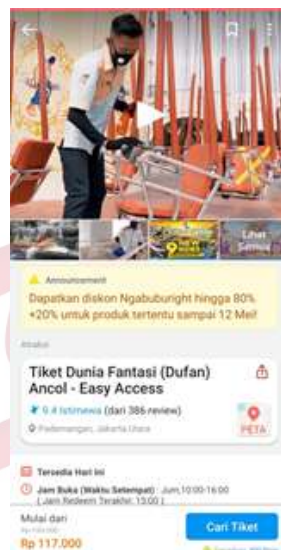 Lihat
Semua
Announcement
Dapatkan diskon Ngabuburight hingga 80%
+20% untuk produk tertentu sampai 12 Mei!
Atraksi
Tiket Dunia Fantasi (Dufan)
Ancol - Easy Access
9.4 Istimewa (dari 386 review)
Pademangan, Jakarta Utara
PETA
Tersedia Hari Ini
Jam Buka (Waktu Setempat) : Jum,10:00-16:00
( Jam Redeem Terakhir: 15:00 )
Mulai dari
Rp 117.000
Cari Tiket